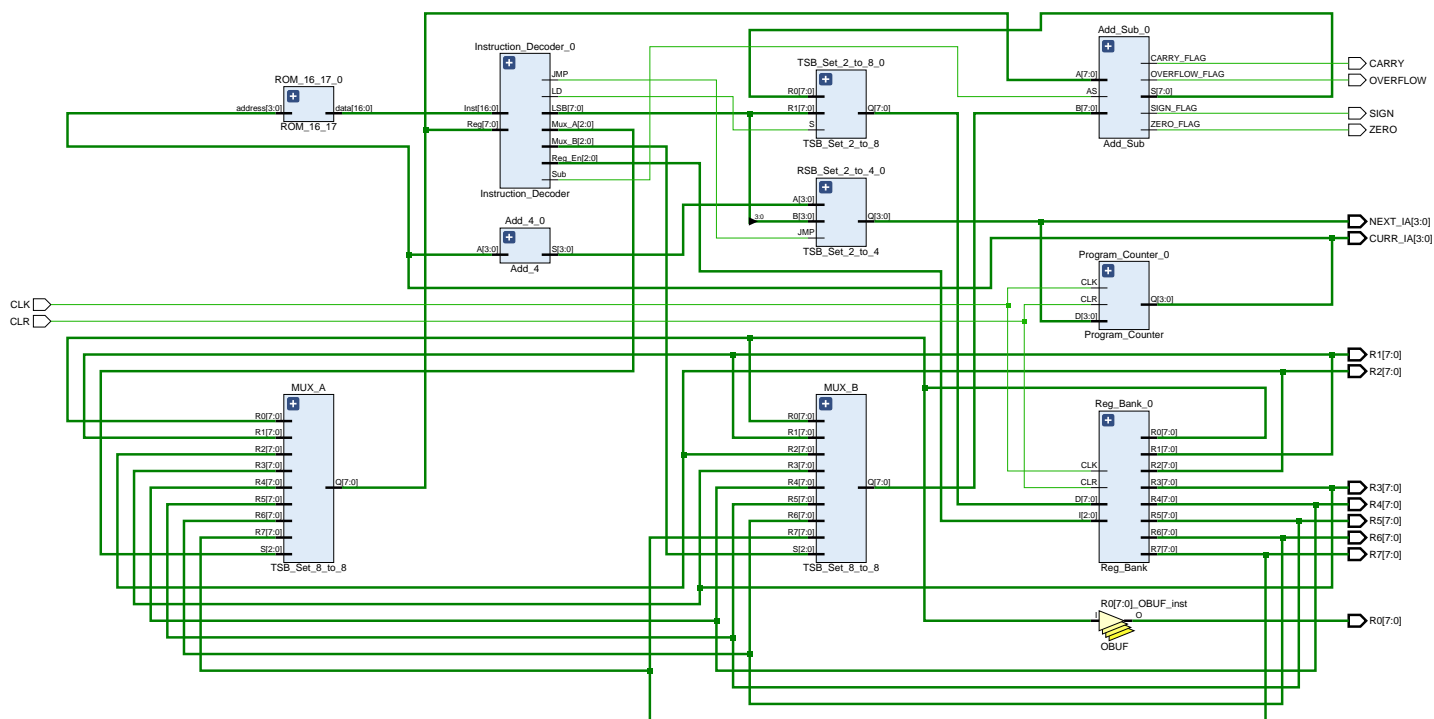 Instruction_Decoder_0
JMP
LD
LSB[7:0]
Mux_A[2:0]
Mux_B[2:0]
Reg_En[2:0]
Sub
Inst[16:0]
Reg[7:0]
Instruction_Decoder
ROM_16_17_0
address[3:0]
data[16:0]
ROM_16_17
TSB_Set_2_to_8_0
R0[7:0]
R1[7:0]
S
Q[7:0]
TSB_Set_2_to_8
Add_Sub_0
A[7:0]
AS
B[7:0]
CARRY_FLAG
OVERFLOW_FLAG
S[7:0]
SIGN_FLAG
ZERO_FLAG
Add_Sub
CARRY
OVERFLOW
SIGN
ZERO
RSB_Set_2_to_4_0
A[3:0]
3:0
B[3:0]
JMP
Q[3:0]
TSB_Set_2_to_4
Add_4_0
A[3:0]
S[3:0]
Add_4
NEXT_IA[3:0]
CURR_IA[3:0]
Program_Counter_0
CLK
CLR
D[3:0]
Q[3:0]
Program_Counter
CLK
CLR
MUX_A
R0[7:0]
R1[7:0]
R2[7:0]
R3[7:0]
R4[7:0]
R5[7:0]
R6[7:0]
R7[7:0]
S[2:0]
Q[7:0]
TSB_Set_8_to_8
MUX_B
R0[7:0]
R1[7:0]
R2[7:0]
R3[7:0]
R4[7:0]
R5[7:0]
R6[7:0]
R7[7:0]
S[2:0]
Q[7:0]
TSB_Set_8_to_8
Reg_Bank_0
CLK
CLR
D[7:0]
I[2:0]
R0[7:0]
R1[7:0]
R2[7:0]
R3[7:0]
R4[7:0]
R5[7:0]
R6[7:0]
R7[7:0]
Reg_Bank
R1[7:0]
R2[7:0]
R3[7:0]
R4[7:0]
R5[7:0]
R6[7:0]
R7[7:0]
R0[7:0]_OBUF_inst
I
O
OBUF
R0[7:0]